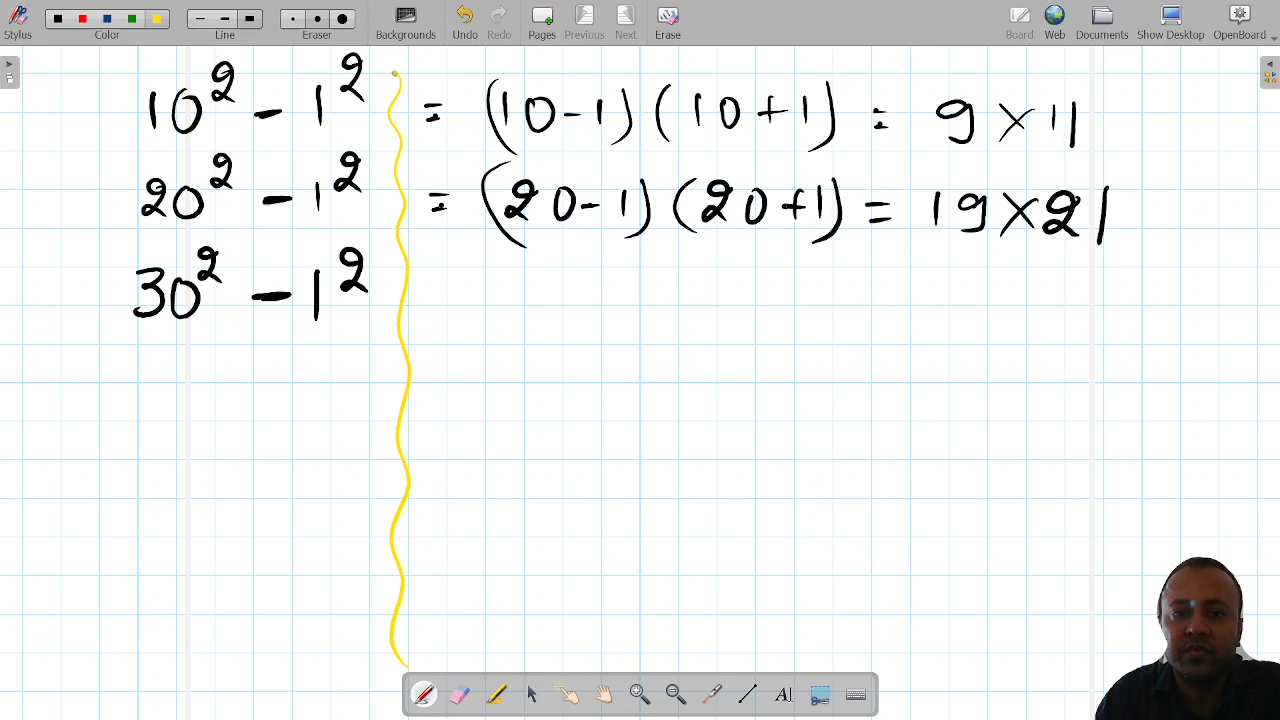 Stylus Color Line Eraser Backgrounds Undo Redo Pages Previous Next Erase Board Web Documents Show Desktop OpenBoard
10² - 1² = (10-1)(10+1) = 9 × 11
20² - 1² = (20-1)(20+1) = 19 × 21
30² - 1²